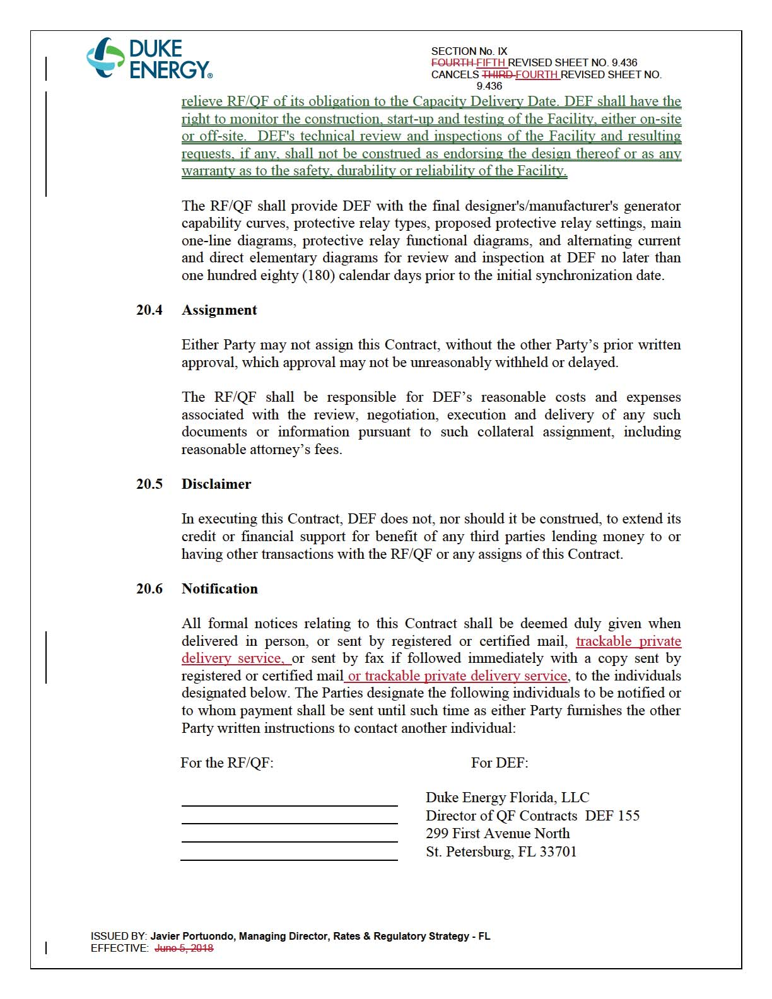 DUKE
ENERGY®
SECTION No. IX
FOURTH FIFTH REVISED SHEET NO. 9.436
CANCELS THIRD FOURTH REVISED SHEET NO.
9.436
relieve RF/QF of its obligation to the Capacity Delivery Date. DEF shall have the
right to monitor the construction, start-up and testing of the Facility, either on-site
or off-site. DEF's technical review and inspections of the Facility and resulting
requests, if any, shall not be construed as endorsing the design thereof or as any
warranty as to the safety, durability or reliability of the Facility.
The RF/QF shall provide DEF with the final designer's/manufacturer's generator
capability curves, protective relay types, proposed protective relay settings, main
one-line diagrams, protective relay functional diagrams, and alternating current
and direct elementary diagrams for review and inspection at DEF no later than
one hundred eighty (180) calendar days prior to the initial synchronization date.
20.4 Assignment
Either Party may not assign this Contract, without the other Party’s prior written
approval, which approval may not be unreasonably withheld or delayed.
The RF/QF shall be responsible for DEF’s reasonable costs and expenses
associated with the review, negotiation, execution and delivery of any such
documents or information pursuant to such collateral assignment, including
reasonable attorney’s fees.
20.5 Disclaimer
In executing this Contract, DEF does not, nor should it be construed, to extend its
credit or financial support for benefit of any third parties lending money to or
having other transactions with the RF/QF or any assigns of this Contract.
20.6 Notification
All formal notices relating to this Contract shall be deemed duly given when
delivered in person, or sent by registered or certified mail, trackable private
delivery service, or sent by fax if followed immediately with a copy sent by
registered or certified mail or trackable private delivery service, to the individuals
designated below. The Parties designate the following individuals to be notified or
to whom payment shall be sent until such time as either Party furnishes the other
Party written instructions to contact another individual:
For the RF/QF: For DEF:
Duke Energy Florida, LLC
Director of QF Contracts DEF 155
299 First Avenue North
St. Petersburg, FL 33701
ISSUED BY: Javier Portuondo, Managing Director, Rates & Regulatory Strategy - FL
EFFECTIVE: June 5, 2018